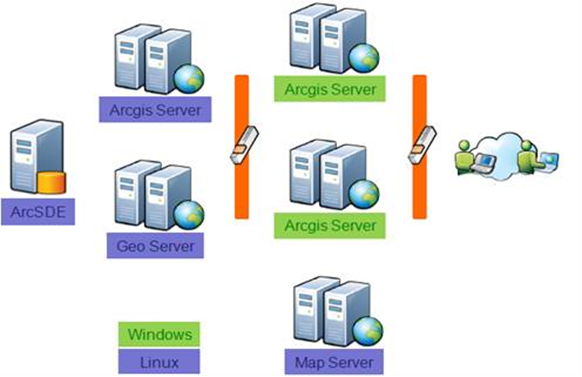 Arcgis Server
Arcgis Server
ArcSDE
Geo Server
Arcgis Server
Windows
Linux
Map Server